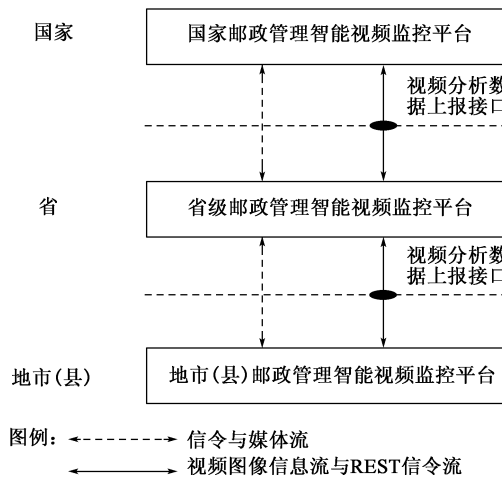 国家
国家邮政管理智能视频监控平台
视频分析数
据上报接口
省
省级邮政管理智能视频监控平台
视频分析数
据上报接口
地市(县)
地市(县)邮政管理智能视频监控平台
图例：
信令与媒体流
视频图像信息流与REST信令流